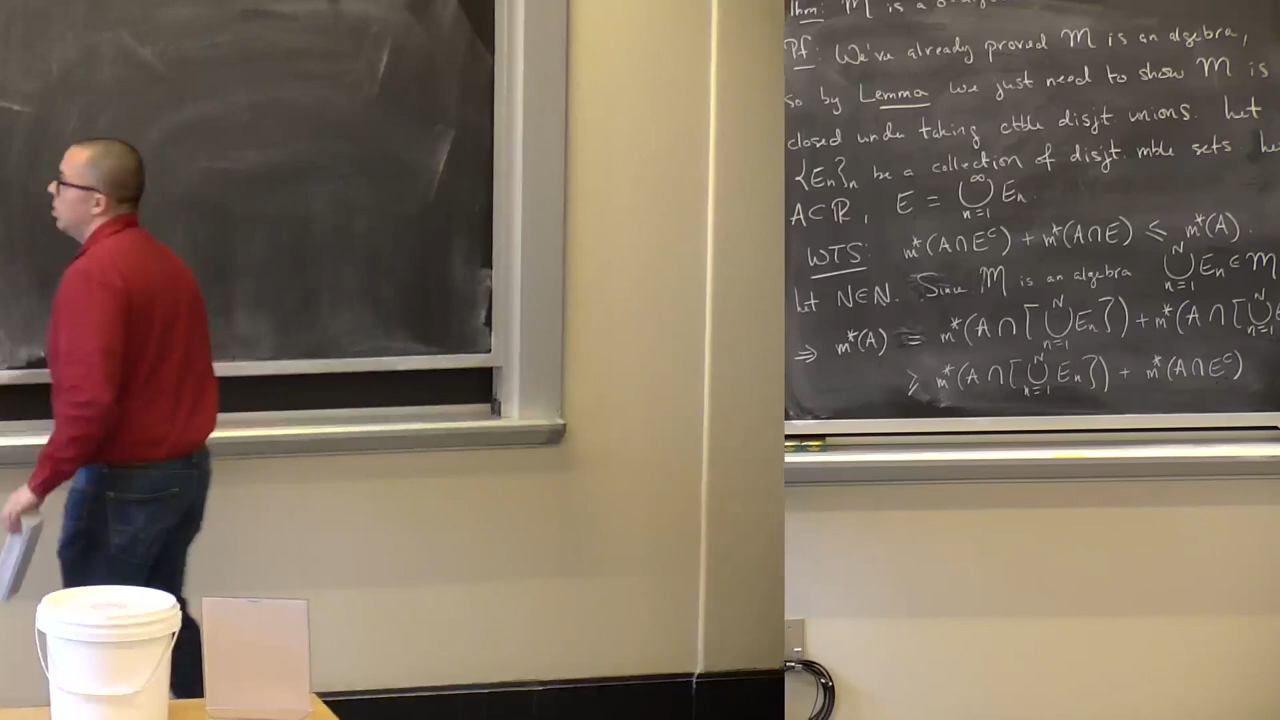 Thm: M is a σ-
Pf: We've already proved M is an algebra,
so by Lemma we just need to show M is
closed under taking ctble disjt unions. Let
{En}n be a collection of disjt. mble sets.
A⊂ℝ, E = ⋃_{n=1}^{∞} En.
WTS: m*(A∩E^c) + m*(A∩E) ≤ m*(A).
Let N∈ℕ. Since M is an algebra ⋃_{n=1}^{N} En ∈ M
⇒ m*(A) = m*(A ∩ [⋃_{n=1}^{N} En]) + m*(A ∩ [⋃_{n=1}^{N}
≥ m*(A ∩ [⋃_{n=1}^{N} En]) + m*(A∩E^c)